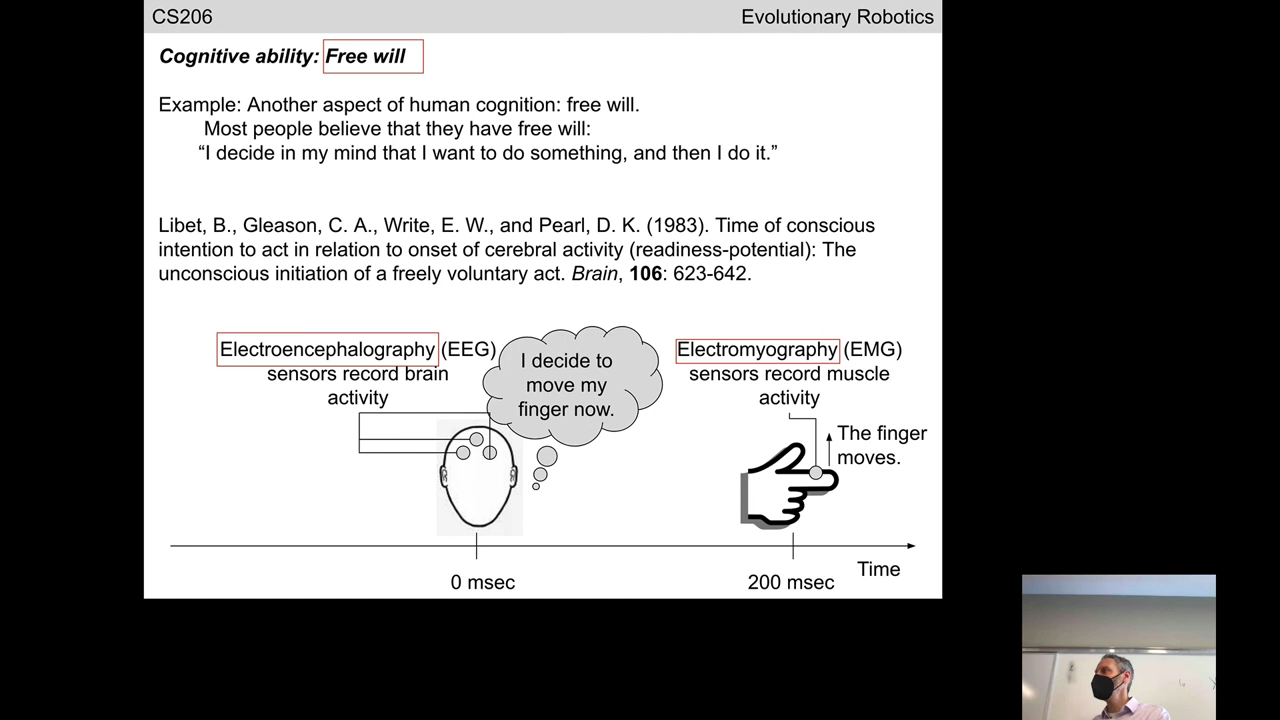 CS206
Evolutionary Robotics
Cognitive ability: Free will
Example: Another aspect of human cognition: free will.
Most people believe that they have free will:
“I decide in my mind that I want to do something, and then I do it.”
Libet, B., Gleason, C. A., Write, E. W., and Pearl, D. K. (1983). Time of conscious
intention to act in relation to onset of cerebral activity (readiness-potential): The
unconscious initiation of a freely voluntary act. Brain, 106: 623-642.
Electroencephalography (EEG)
sensors record brain
activity
I decide to
move my
finger now.
Electromyography (EMG)
sensors record muscle
activity
The finger
moves.
Time
0 msec
200 msec